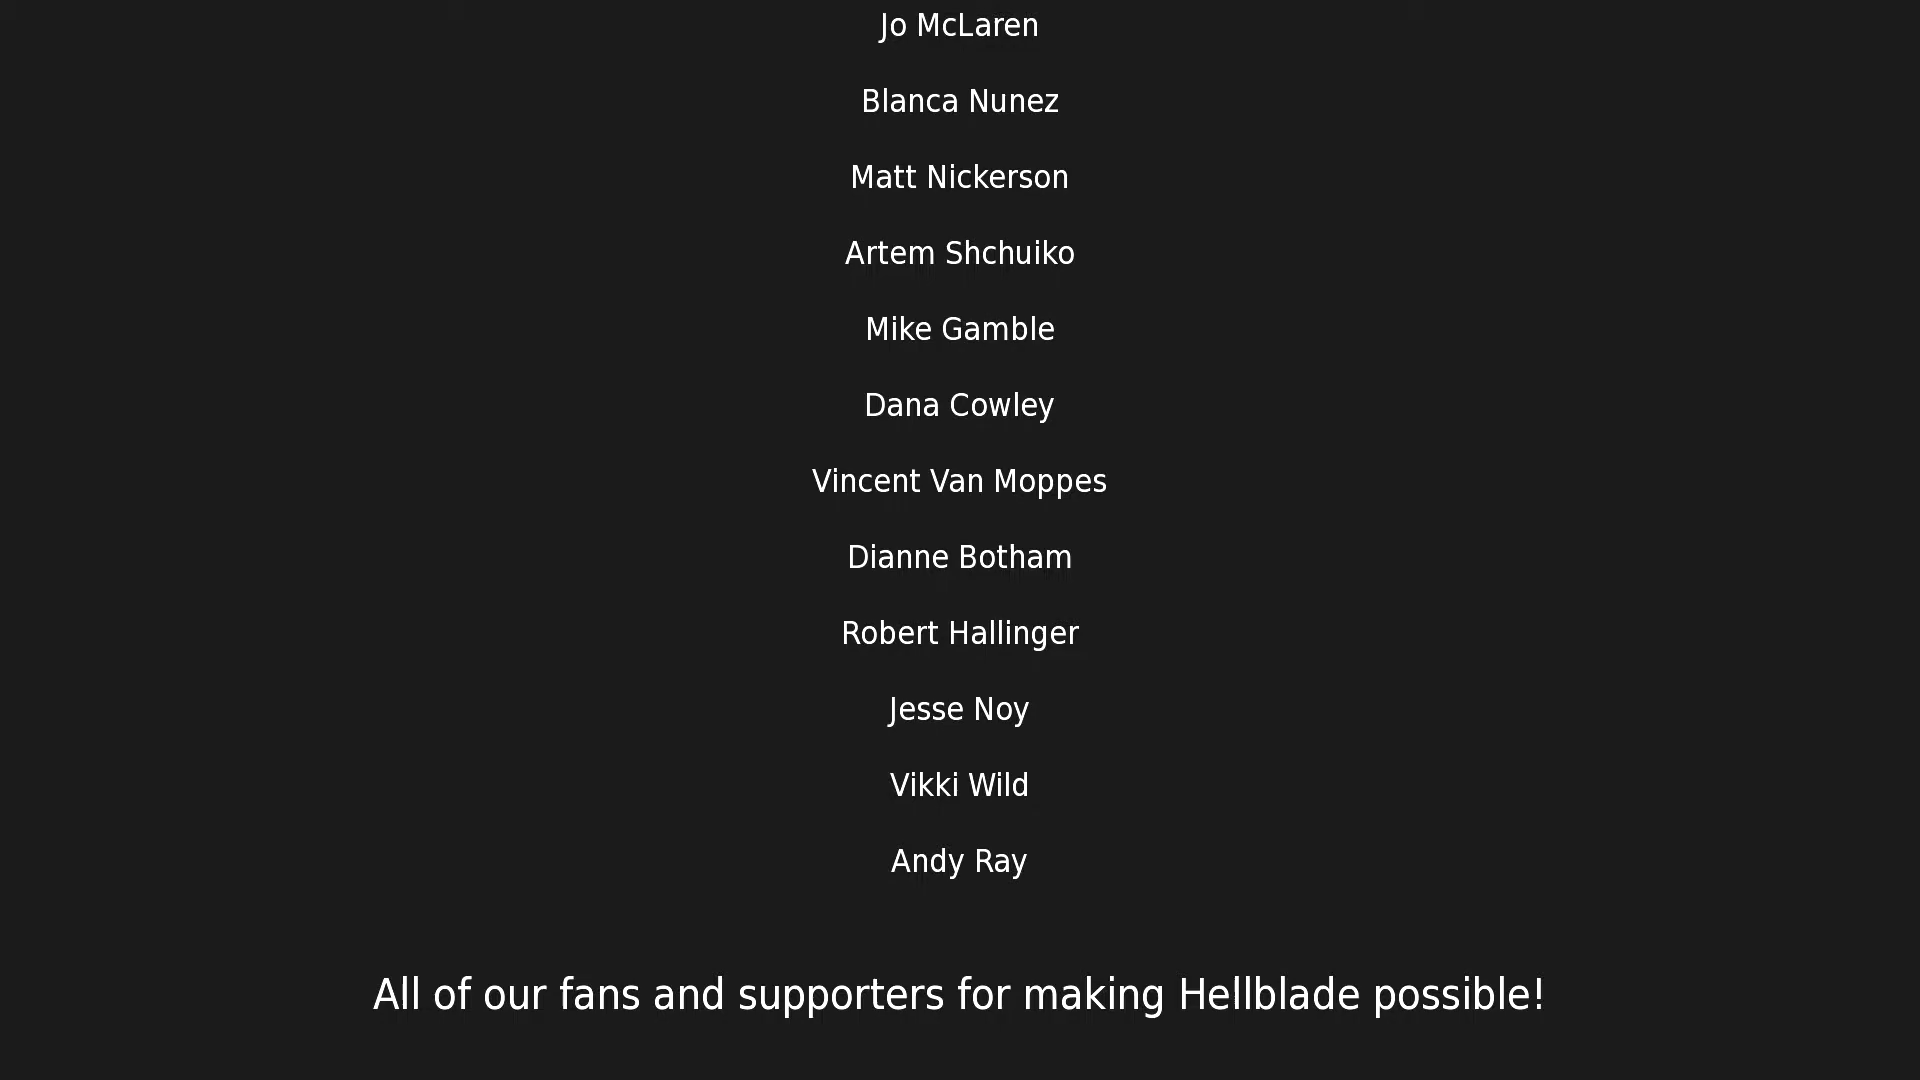 Jo McLaren
Blanca Nunez
Matt Nickerson
Artem Shchuiko
Mike Gamble
Dana Cowley
Vincent Van Moppes
Dianne Botham
Robert Hallinger
Jesse Noy
Vikki Wild
Andy Ray
All of our fans and supporters for making Hellblade possible!